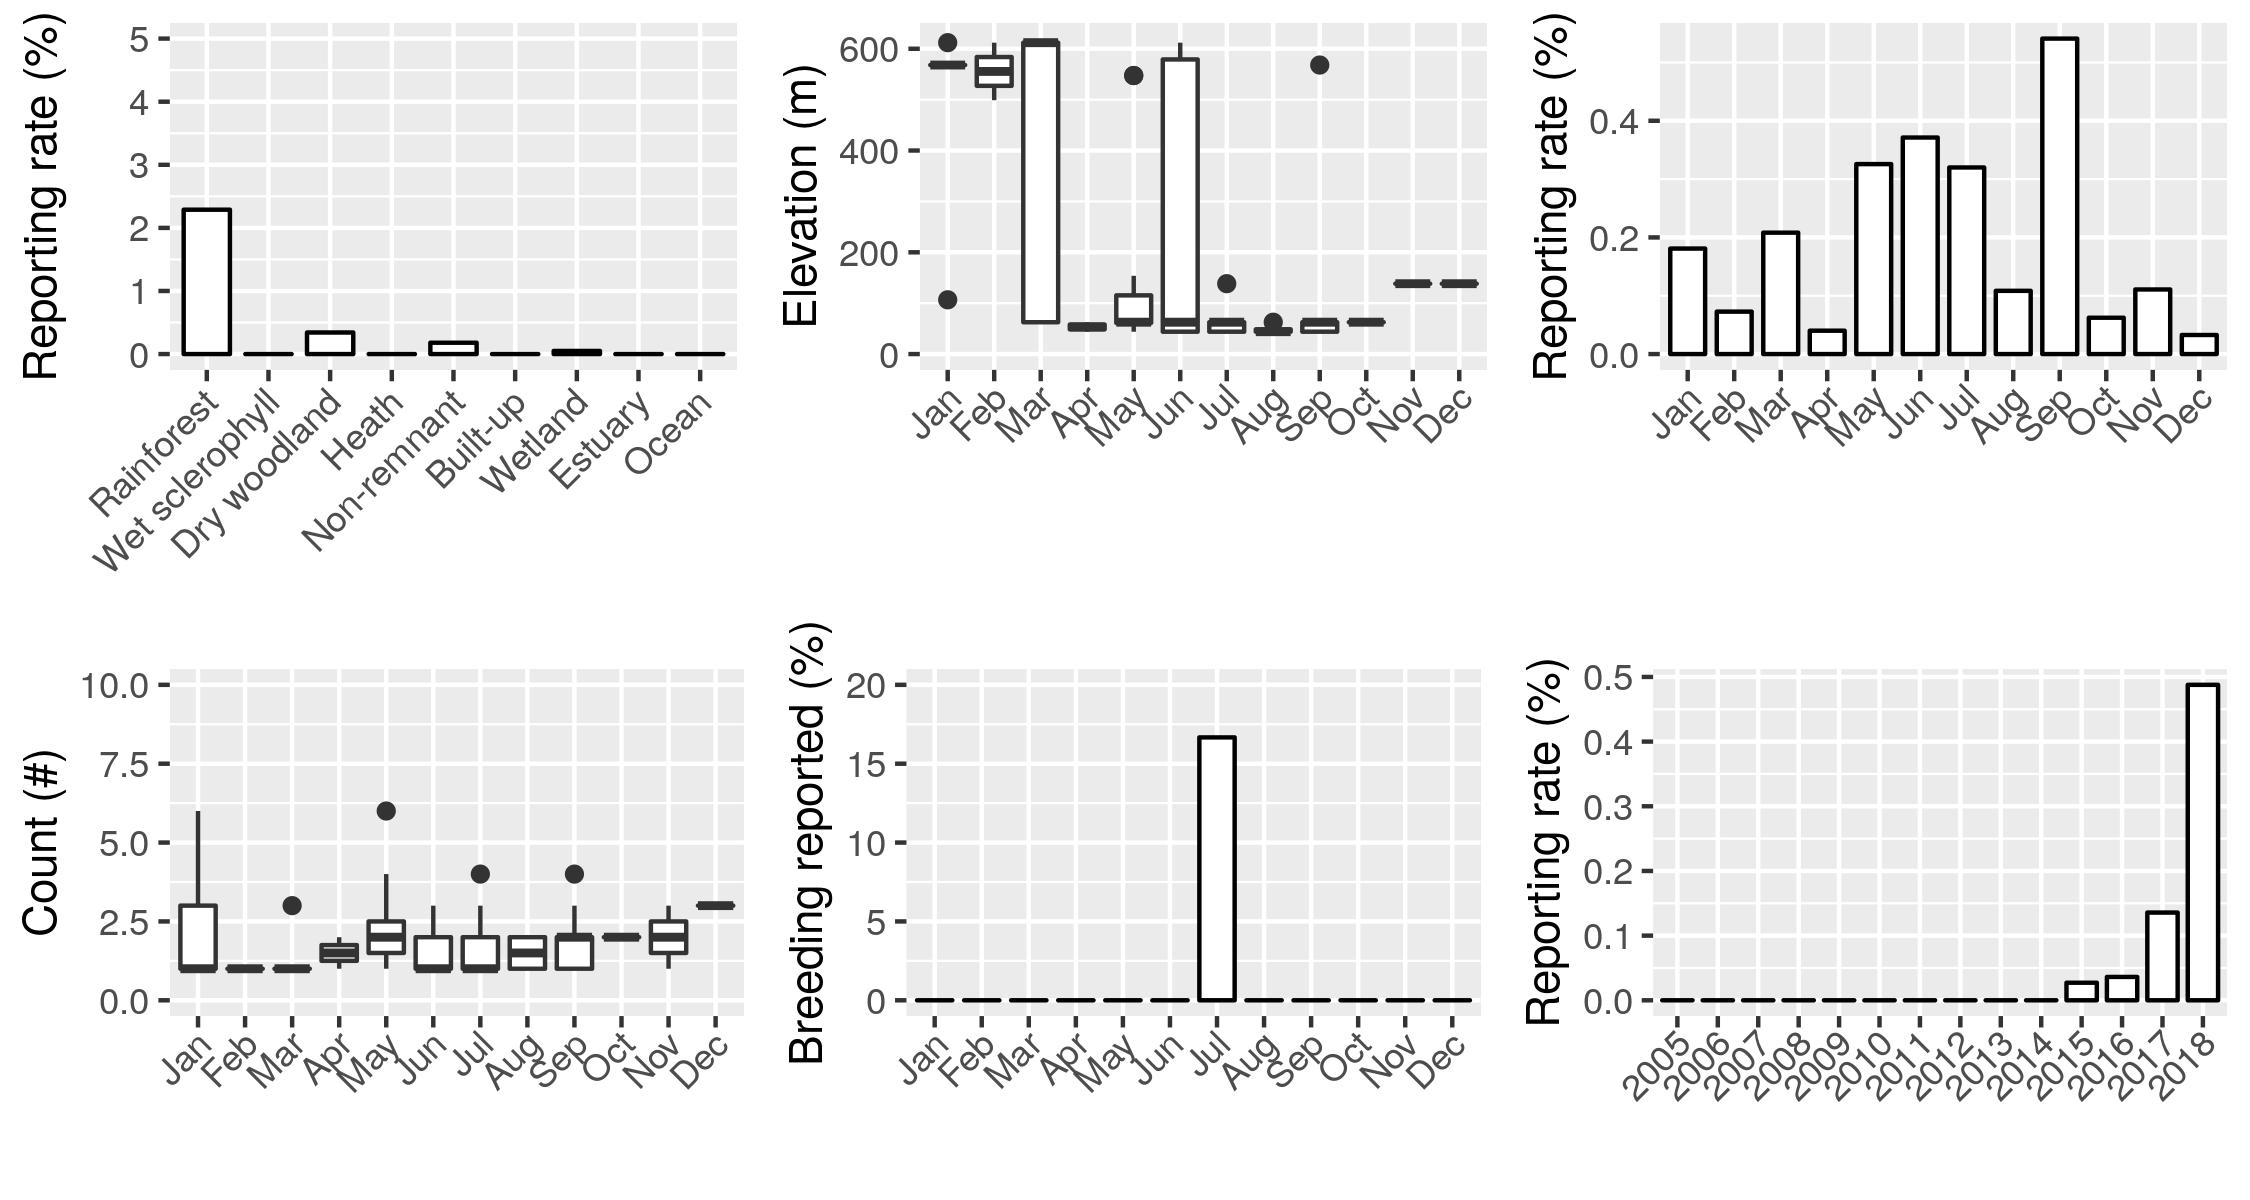 Reporting rate (%)
5
4
3
2
1
0
Rainforest
Wet sclerophyll
Dry woodland
Heath
Non-remnant
Built-up
Wetland
Estuary
Ocean
Elevation (m)
600
400
200
0
Jan
Feb
Mar
Apr
May
Jun
Jul
Aug
Sep
Oct
Nov
Dec
Reporting rate (%)
0.4
0.2
0.0
Jan
Feb
Mar
Apr
May
Jun
Jul
Aug
Sep
Oct
Nov
Dec
Count (#)
10.0
7.5
5.0
2.5
0.0
Jan
Feb
Mar
Apr
May
Jun
Jul
Aug
Sep
Oct
Nov
Dec
Breeding reported (%)
20
15
10
5
0
Jan
Feb
Mar
Apr
May
Jun
Jul
Aug
Sep
Oct
Nov
Dec
Reporting rate (%)
0.5
0.4
0.3
0.2
0.1
0.0
2005
2006
2007
2008
2009
2010
2011
2012
2013
2014
2015
2016
2017
2018